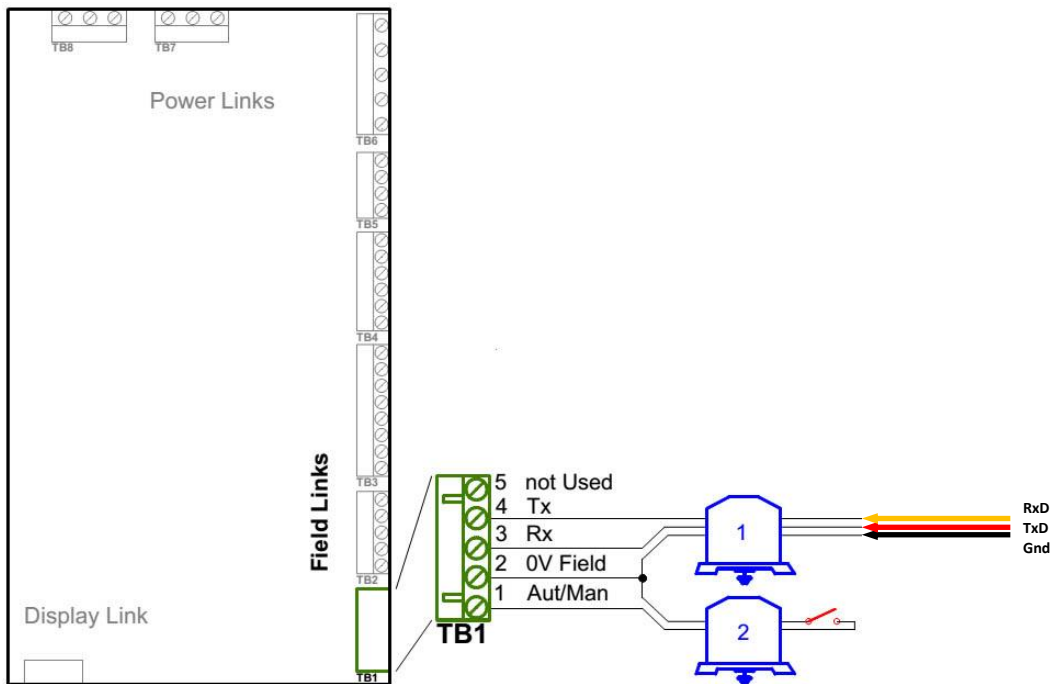 TB8
TB7
Power Links
TB6
TB5
TB4
TB3
TB2
TB1
Field Links
Display Link
5 not Used
4 Tx
3 Rx
2 0V Field
1 Aut/Man
TB1
1
2
RxD
TxD
Gnd